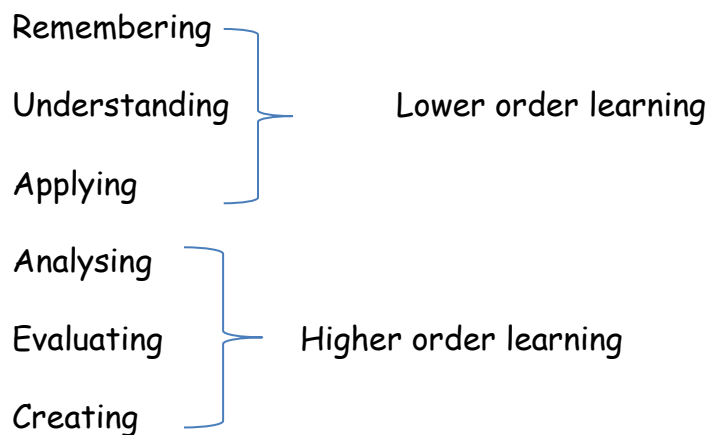 Remembering
Understanding Lower order learning
Applying
Analysing
Evaluating Higher order learning
Creating